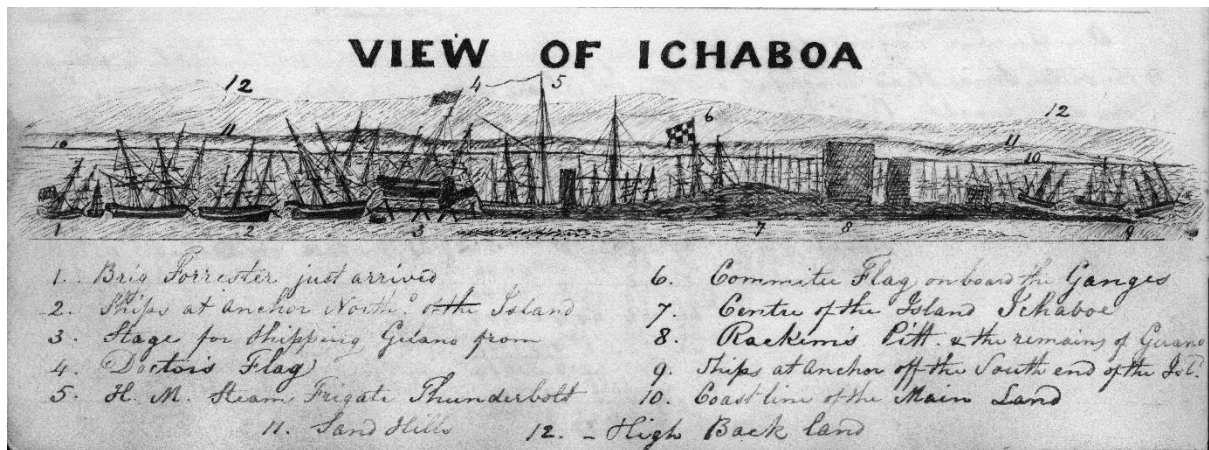 VIEW OF ICHABOA
12 4 5 6 12
10 11 11 10
1 2 3 7 8 9
1. Brig Forrester just arrived
2. Ships at anchor North.º of the Island
3. Stage for Shipping Guano from
4. Doctors Flag
5. H. M. Steam Frigate Thunderbolt
6. Commitee Flag on board the Ganges
7. Centre of the Island Ichaboe
8. Rackim's Pitt. & the remains of Guano
9. Ships at anchor off the South end of the Isl.ᵈ
10. Coast line of the Main Land
11. Sand Hills 12. - High Back land